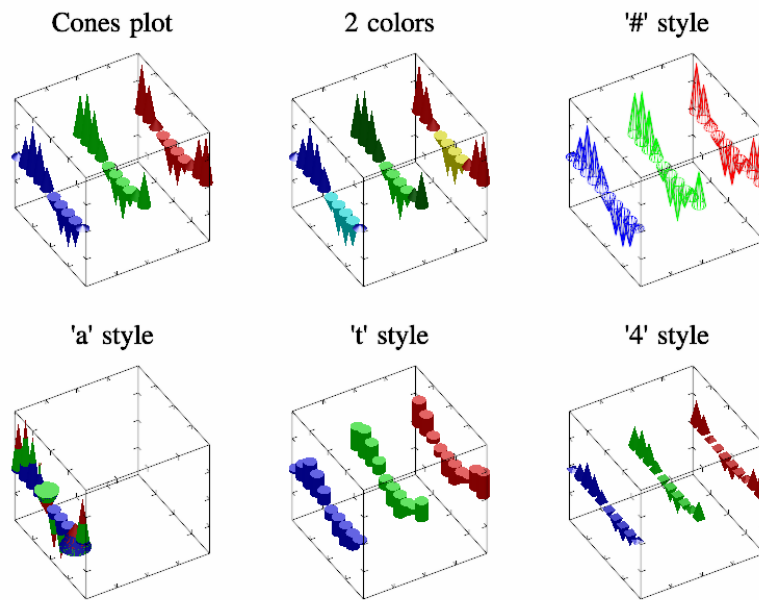 Cones plot
2 colors
'#' style
'a' style
't' style
'4' style